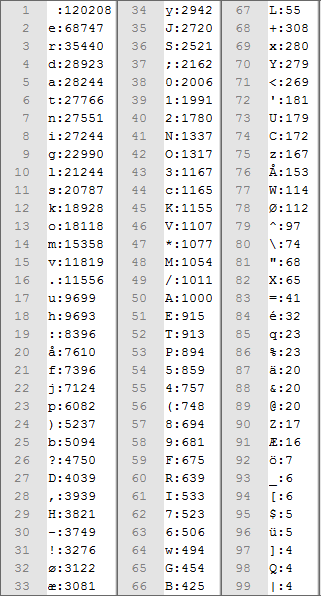 1  :120208
2 e:68747
3 r:35440
4 d:28923
5 a:28244
6 t:27766
7 n:27551
8 i:27244
9 g:22990
10 l:21244
11 s:20787
12 k:18928
13 o:18118
14 m:15358
15 v:11819
16 .:11556
17 u:9699
18 h:9693
19 ::8396
20 å:7610
21 f:7396
22 j:7124
23 p:6082
24 ):5237
25 b:5094
26 ?:4750
27 D:4039
28 ,:3939
29 H:3821
30 -:3749
31 !:3276
32 ø:3122
33 æ:3081
34 y:2942
35 J:2720
36 S:2521
37 ;:2162
38 0:2006
39 1:1991
40 2:1780
41 N:1337
42 O:1317
43 3:1167
44 c:1165
45 K:1155
46 V:1107
47 *:1077
48 M:1054
49 /:1011
50 A:1000
51 E:915
52 T:913
53 P:894
54 5:859
55 4:757
56 (:748
57 8:694
58 9:681
59 F:675
60 R:639
61 I:533
62 7:523
63 6:506
64 w:494
65 G:454
66 B:425
67 L:55
68 +:308
69 x:280
70 Y:279
71 <:269
72 ':181
73 U:179
74 C:172
75 z:167
76 Å:153
77 W:114
78 Ø:112
79 ^:97
80 \:74
81 ":68
82 X:65
83 =:41
84 é:32
85 q:23
86 %:23
87 ä:20
88 &:20
89 @:20
90 Z:17
91 Æ:16
92 ö:7
93 _:6
94 [:6
95 $:5
96 ü:5
97 ]:4
98 Q:4
99 |:4